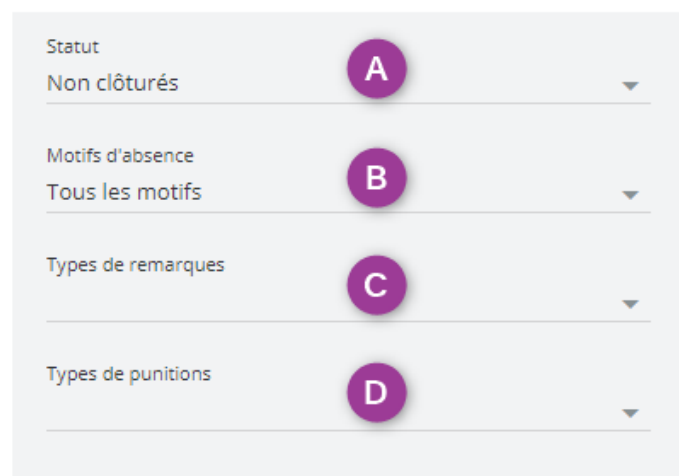 Statut
Non clôturés
A
Motifs d'absence
Tous les motifs
B
Types de remarques
C
Types de punitions
D